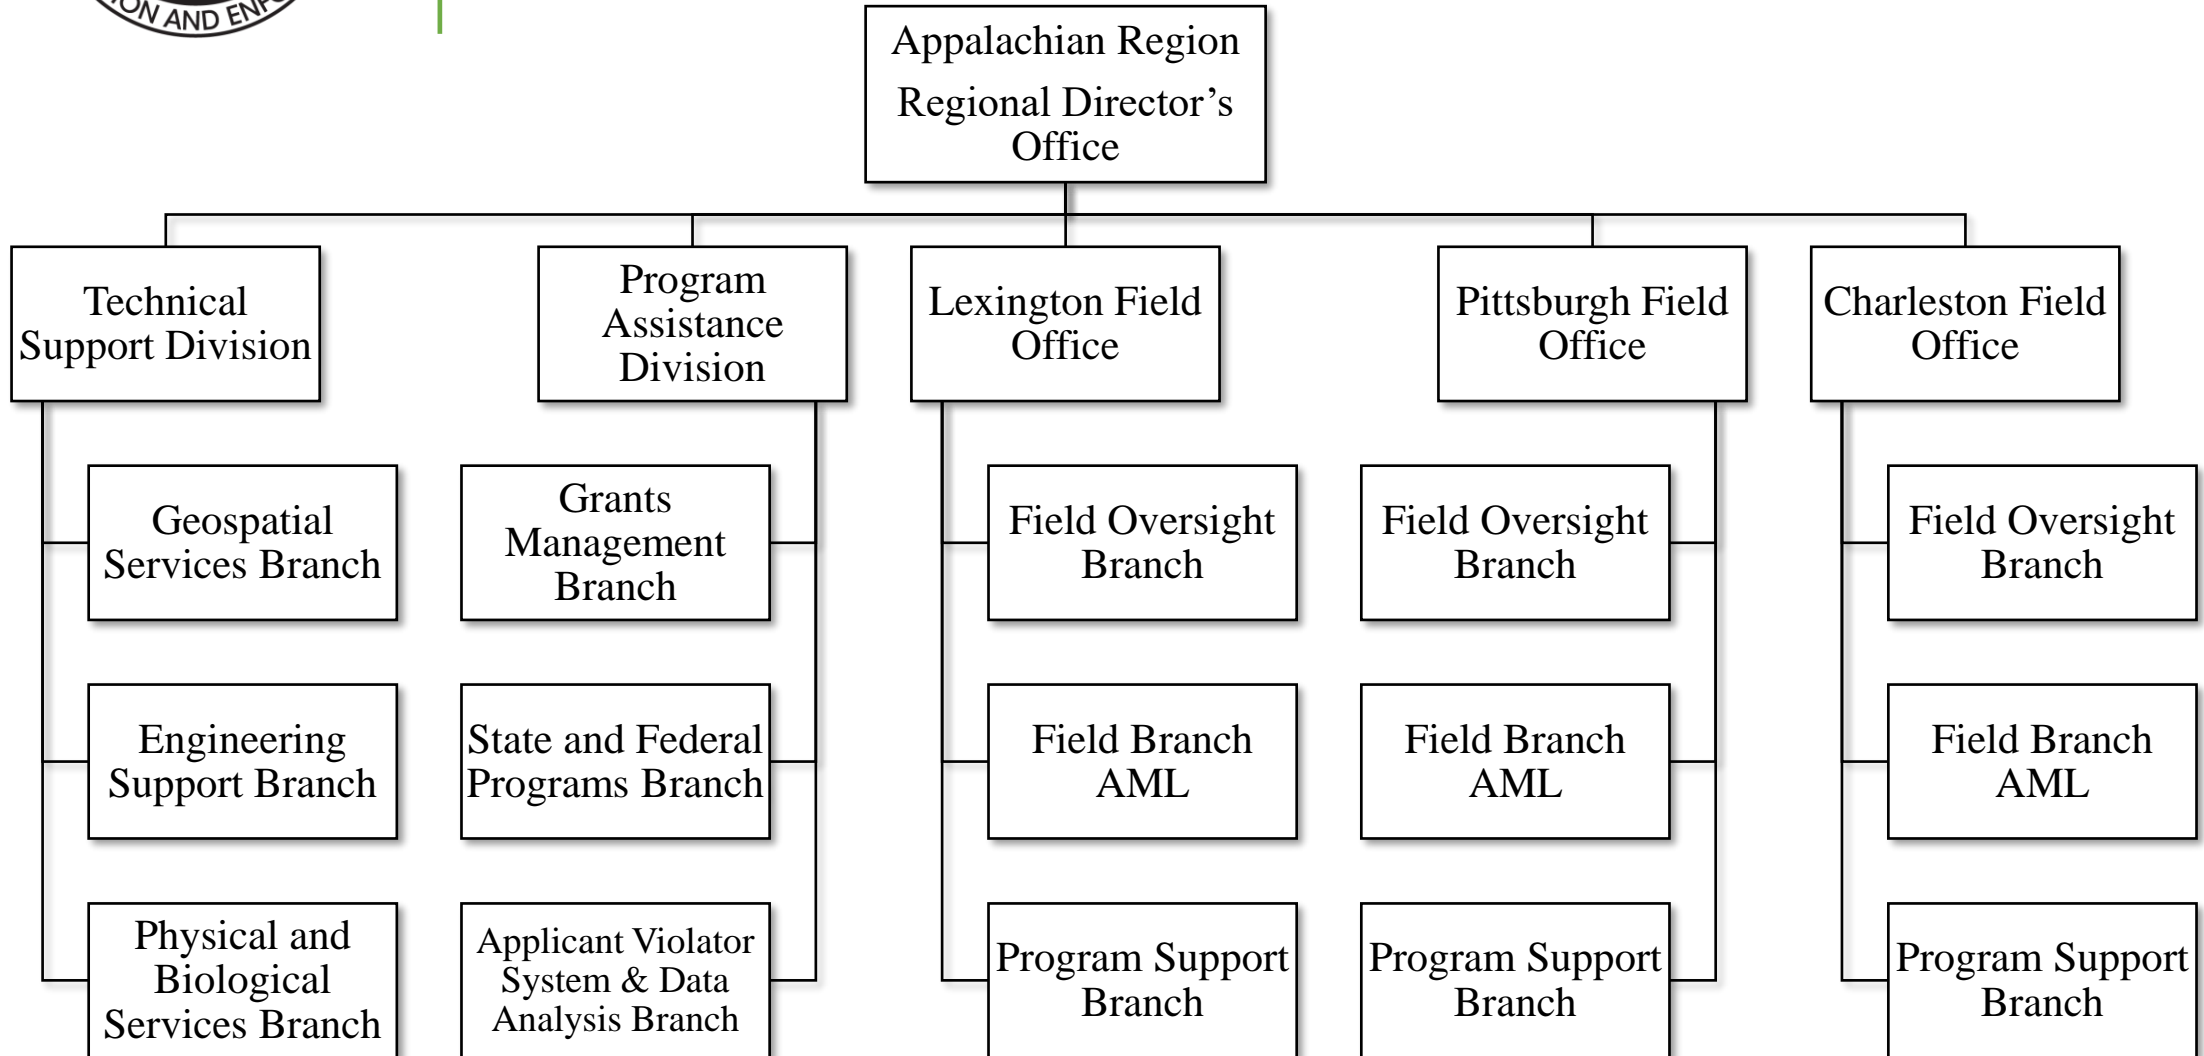 ION AND ENFO
Appalachian Region
Regional Director’s
Office
Technical
Support Division
Program
Assistance
Division
Lexington Field
Office
Pittsburgh Field
Office
Charleston Field
Office
Geospatial
Services Branch
Grants
Management
Branch
Field Oversight
Branch
Field Oversight
Branch
Field Oversight
Branch
Engineering
Support Branch
State and Federal
Programs Branch
Field Branch
AML
Field Branch
AML
Field Branch
AML
Physical and
Biological
Services Branch
Applicant Violator
System & Data
Analysis Branch
Program Support
Branch
Program Support
Branch
Program Support
Branch